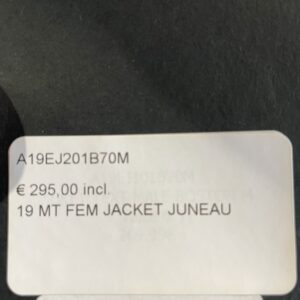 A19EJ201B70M
€ 295,00 incl.
19 MT FEM JACKET JUNEAU